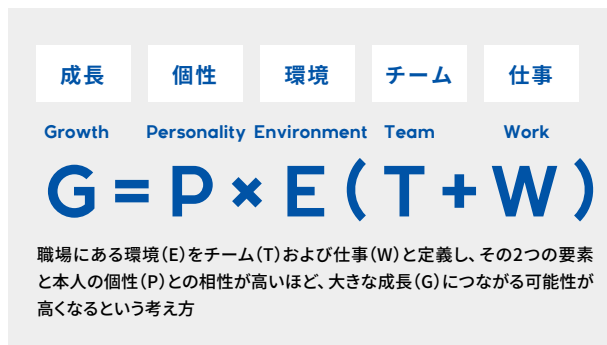 成長 個性 環境 チーム 仕事
Growth Personality Environment Team Work
G=P×E(T+W)
職場にある環境(E)をチーム(T)および仕事(W)と定義し、その2つの要素
と本人の個性(P)との相性が高いほど、大きな成長(G)につながる可能性が
高くなるという考え方